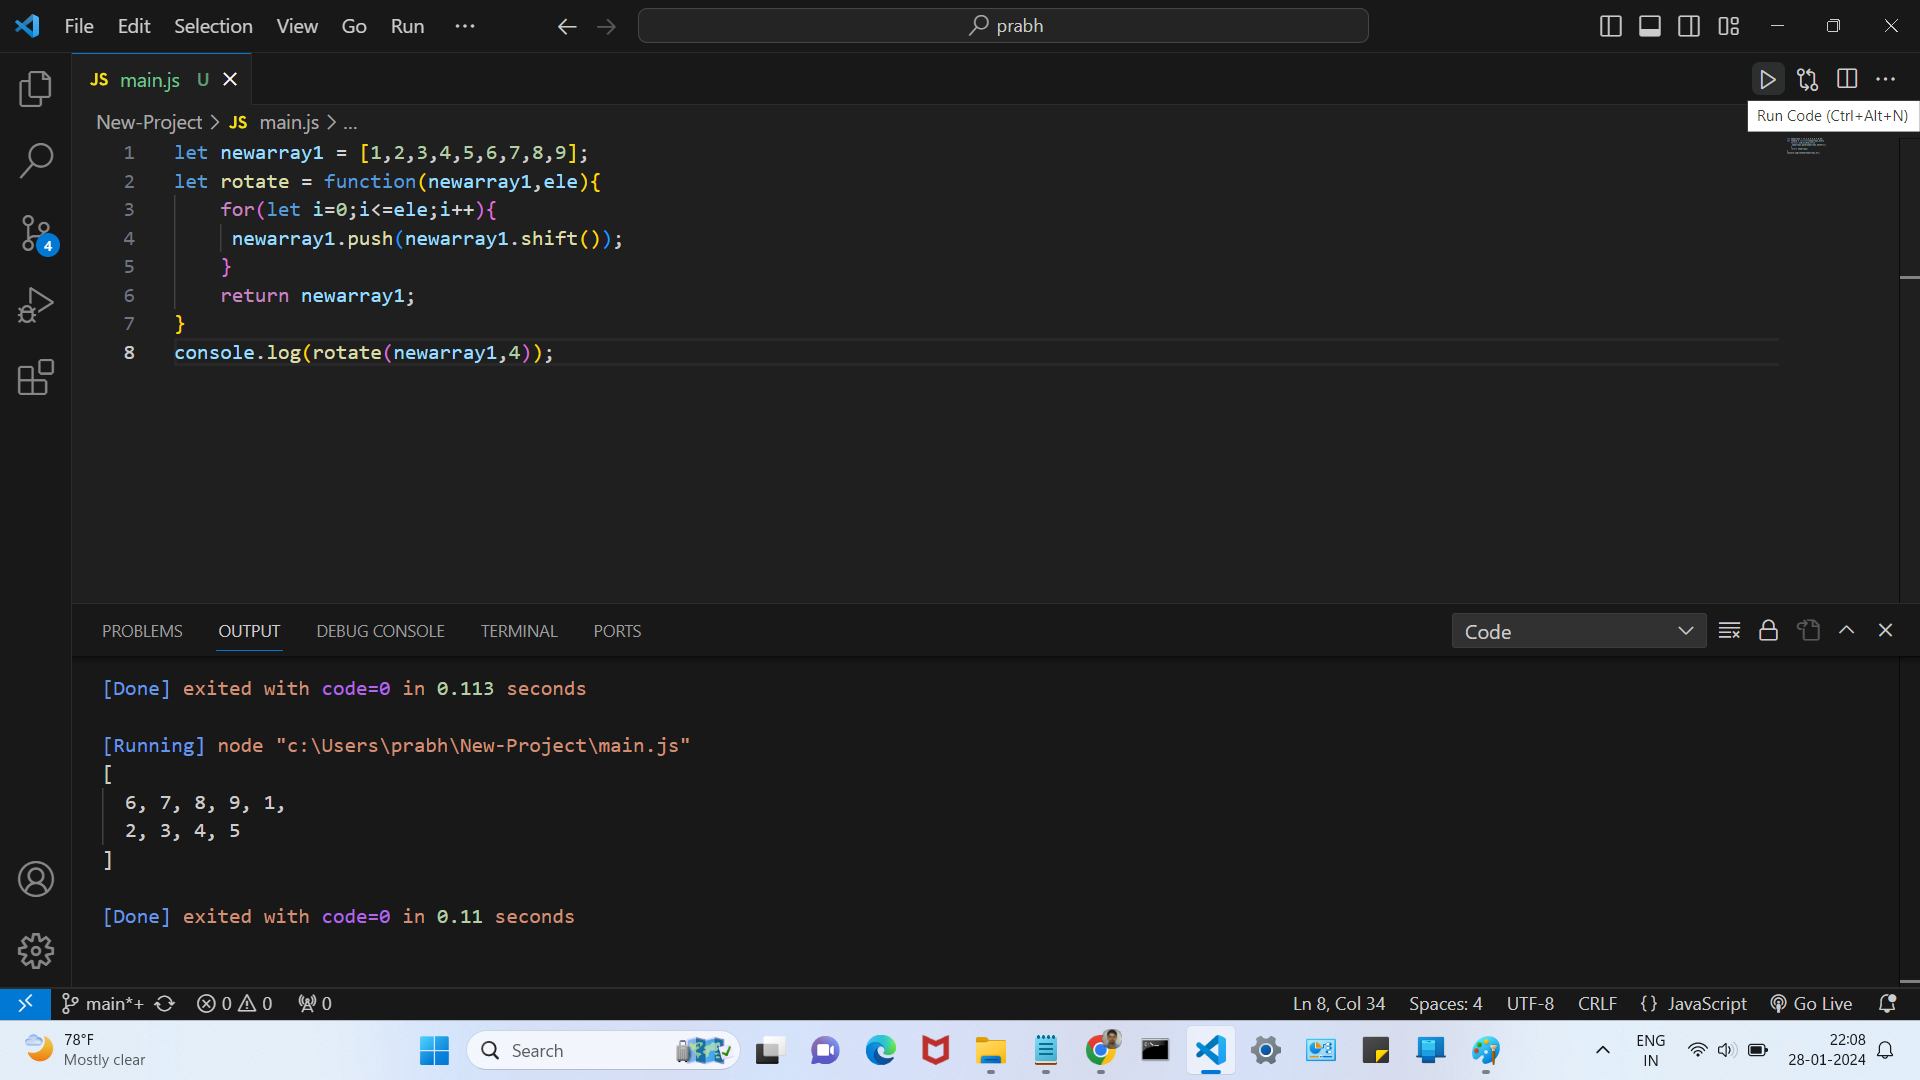 File Edit Selection View Go Run ··· prabh
JS main.js U
Run Code (Ctrl+Alt+N)
New-Project > JS main.js > ...
1 let newarray1 = [1,2,3,4,5,6,7,8,9];
2 let rotate = function(newarray1,ele){
3 for(let i=0;i<=ele;i++){
4 newarray1.push(newarray1.shift());
5 }
6 return newarray1;
7 }
8 console.log(rotate(newarray1,4));
4
PROBLEMS OUTPUT DEBUG CONSOLE TERMINAL PORTS Code
[Done] exited with code=0 in 0.113 seconds
[Running] node "c:\Users\prabh\New-Project\main.js"
[
6, 7, 8, 9, 1,
2, 3, 4, 5
]
[Done] exited with code=0 in 0.11 seconds
main*+ 0 0 0 Ln 8, Col 34 Spaces: 4 UTF-8 CRLF {} JavaScript Go Live
78°F
Mostly clear
Search
ENG
IN
22:08
28-01-2024